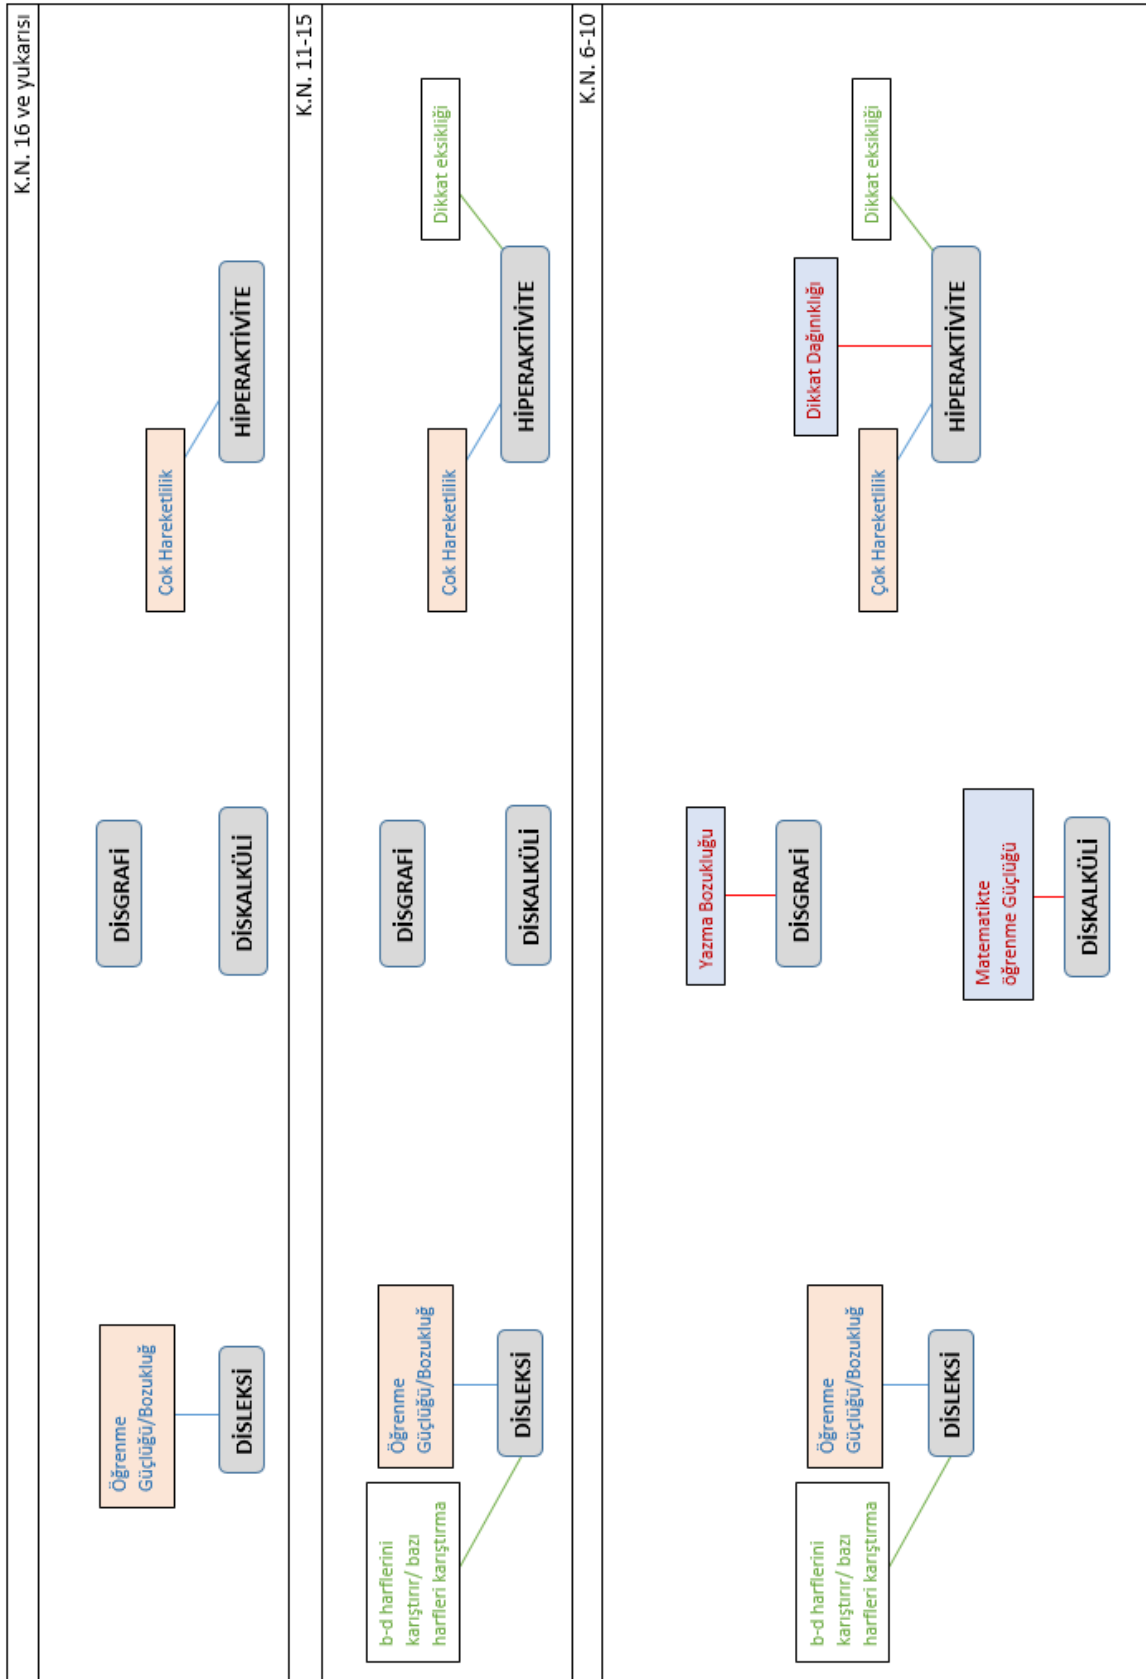 K.N. 16 ve yukarısı
Öğrenme
Güçlüğü/Bozukluğ
DİSLEKSİ
DİSGRAFİ
DİSKALKÜLİ
Çok Hareketlilik
HİPERAKTİVİTE
K.N. 11-15
b-d harflerini
karıştırır/ bazı
harfleri karıştırma
Öğrenme
Güçlüğü/Bozukluğ
DİSLEKSİ
DİSGRAFİ
DİSKALKÜLİ
Çok Hareketlilik
Dikkat eksikliği
HİPERAKTİVİTE
K.N. 6-10
b-d harflerini
karıştırır/ bazı
harfleri karıştırma
Öğrenme
Güçlüğü/Bozukluğ
DİSLEKSİ
Yazma Bozukluğu
DİSGRAFİ
Matematikte
öğrenme Güçlüğü
DİSKALKÜLİ
Çok Hareketlilik
Dikkat Dağınıklığı
Dikkat eksikliği
HİPERAKTİVİTE